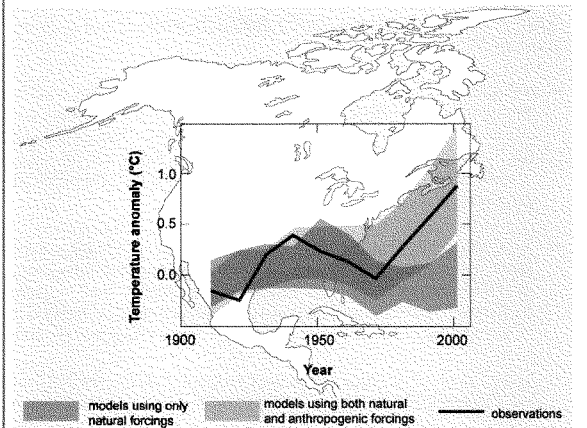 Temperature anomaly (°C)
1.0
0.5
0.0
1900
1950
2000
Year
models using only
natural forcings
models using both natural
and anthropogenic forcings
observations